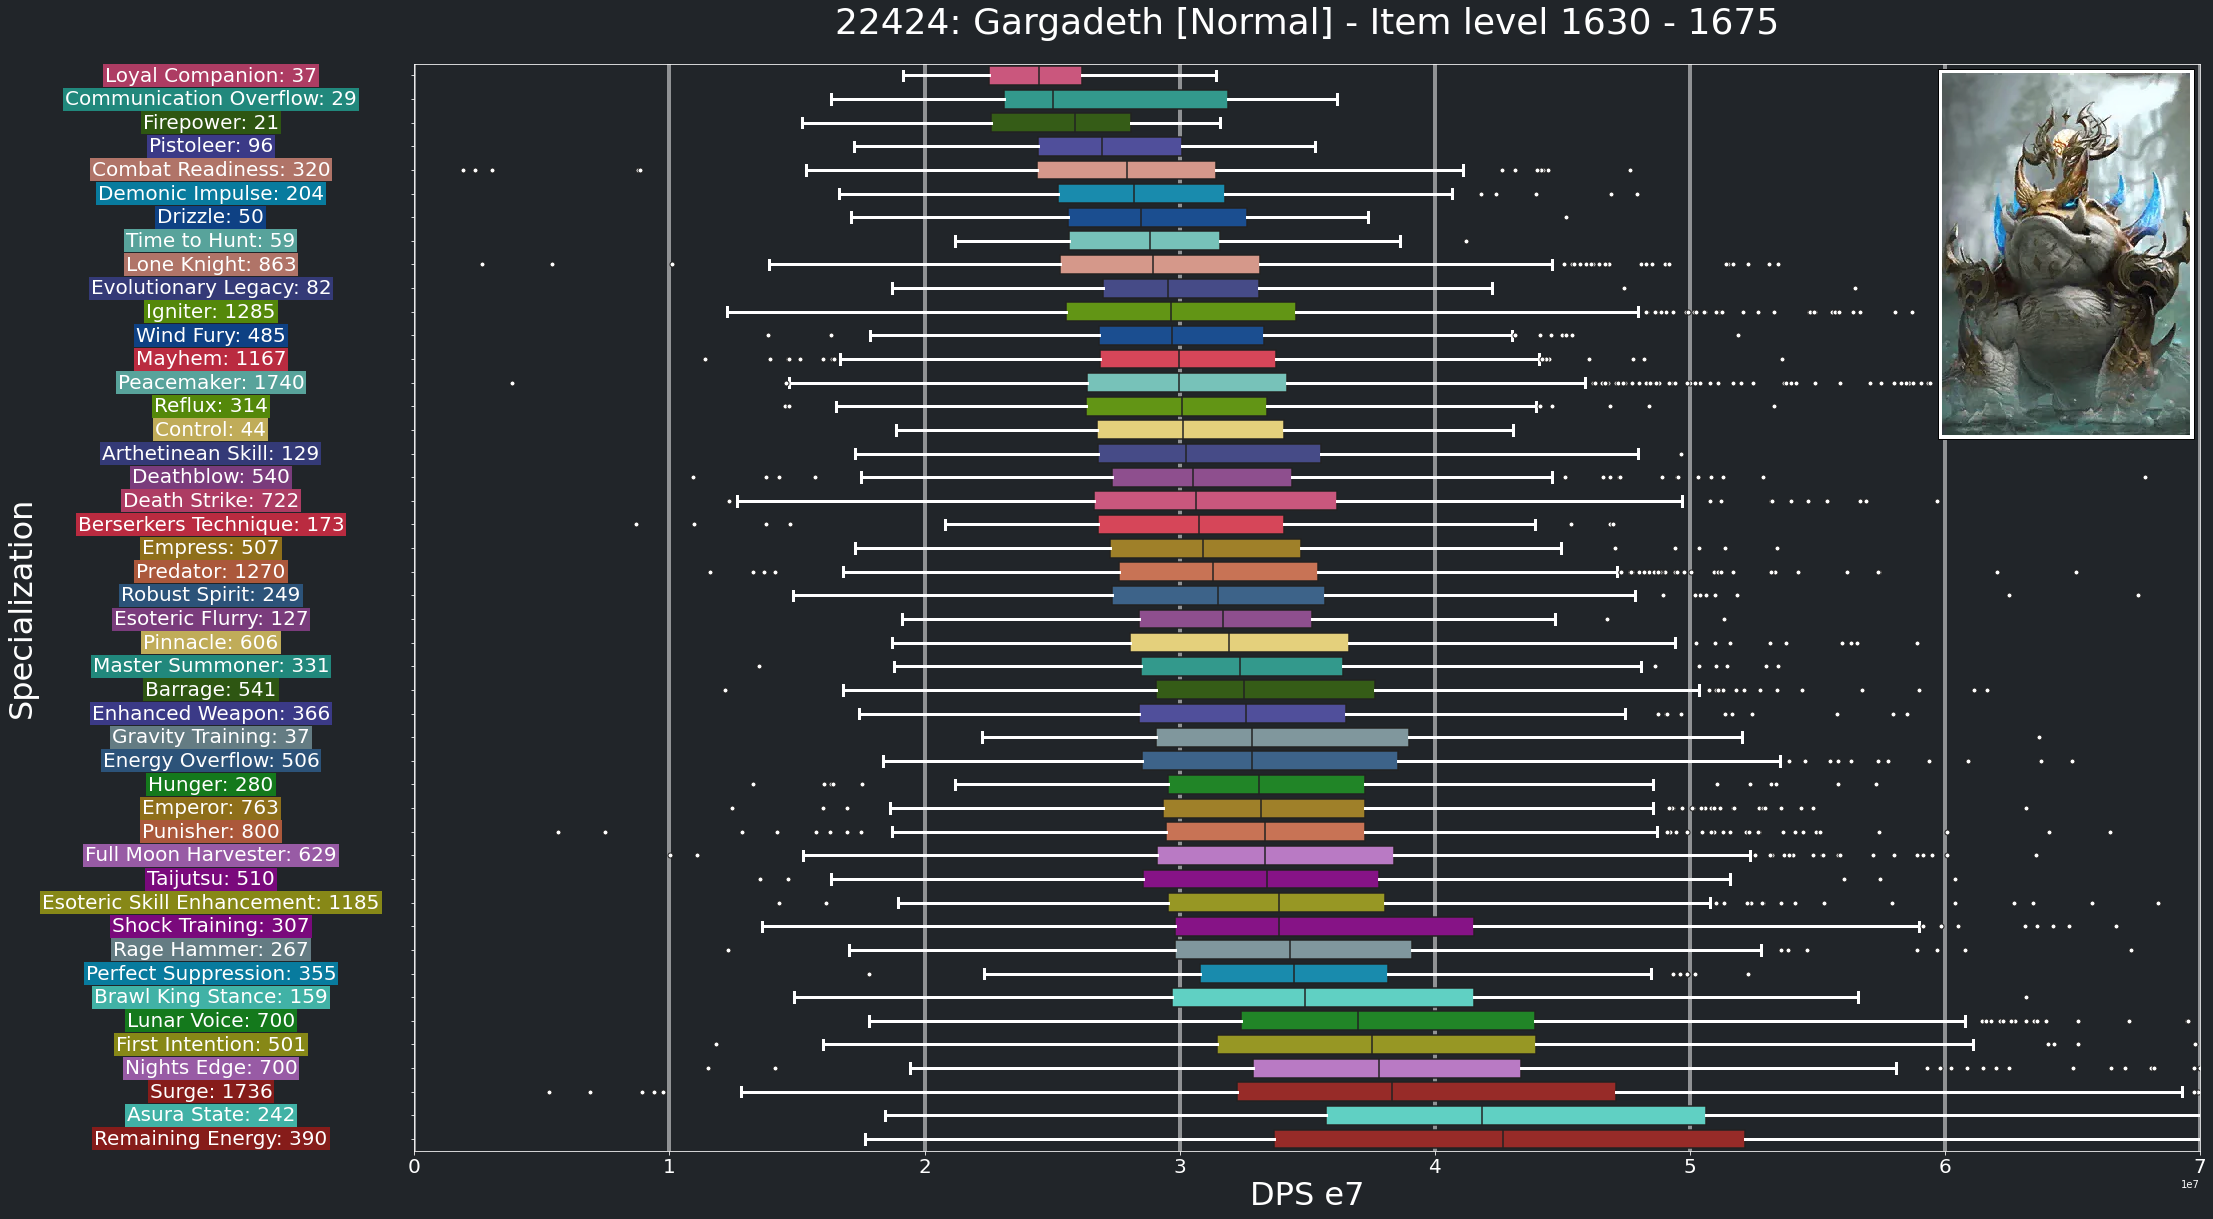 22424: Gargadeth [Normal] - Item level 1630 - 1675
Specialization
Loyal Companion: 37
Communication Overflow: 29
Firepower: 21
Pistoleer: 96
Combat Readiness: 320
Demonic Impulse: 204
Drizzle: 50
Time to Hunt: 59
Lone Knight: 863
Evolutionary Legacy: 82
Igniter: 1285
Wind Fury: 485
Mayhem: 1167
Peacemaker: 1740
Reflux: 314
Control: 44
Arthetinean Skill: 129
Deathblow: 540
Death Strike: 722
Berserkers Technique: 173
Empress: 507
Predator: 1270
Robust Spirit: 249
Esoteric Flurry: 127
Pinnacle: 606
Master Summoner: 331
Barrage: 541
Enhanced Weapon: 366
Gravity Training: 37
Energy Overflow: 506
Hunger: 280
Emperor: 763
Punisher: 800
Full Moon Harvester: 629
Taijutsu: 510
Esoteric Skill Enhancement: 1185
Shock Training: 307
Rage Hammer: 267
Perfect Suppression: 355
Brawl King Stance: 159
Lunar Voice: 700
First Intention: 501
Nights Edge: 700
Surge: 1736
Asura State: 242
Remaining Energy: 390
0 1 2 3 4 5 6 7
1e7
DPS e7